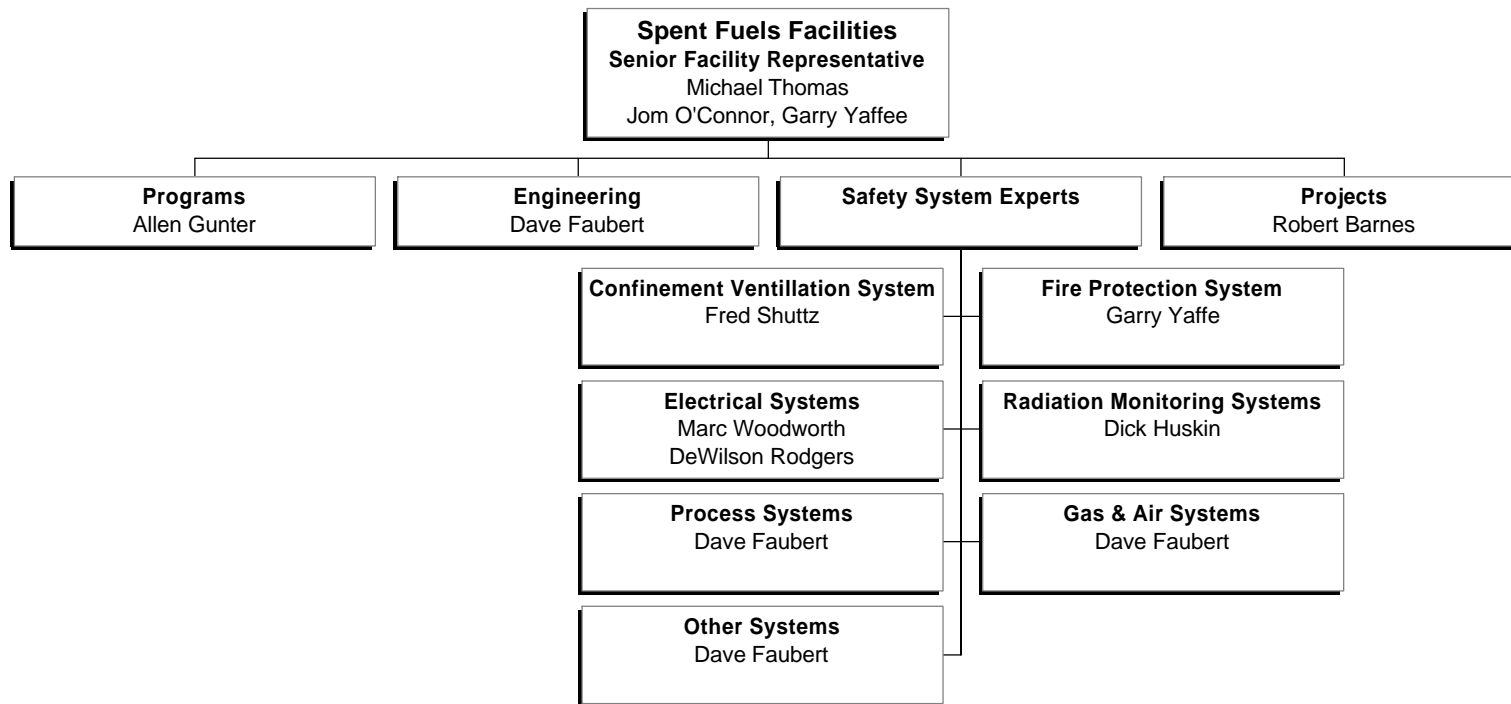 Spent Fuels Facilities
Senior Facility Representative
Michael Thomas
Jom O'Connor, Garry Yaffee
Programs
Allen Gunter
Engineering
Dave Faubert
Safety System Experts
Projects
Robert Barnes
Confinement Ventillation System
Fred Shuttz
Fire Protection System
Garry Yaffe
Electrical Systems
Marc Woodworth
DeWilson Rodgers
Radiation Monitoring Systems
Dick Huskin
Process Systems
Dave Faubert
Gas & Air Systems
Dave Faubert
Other Systems
Dave Faubert